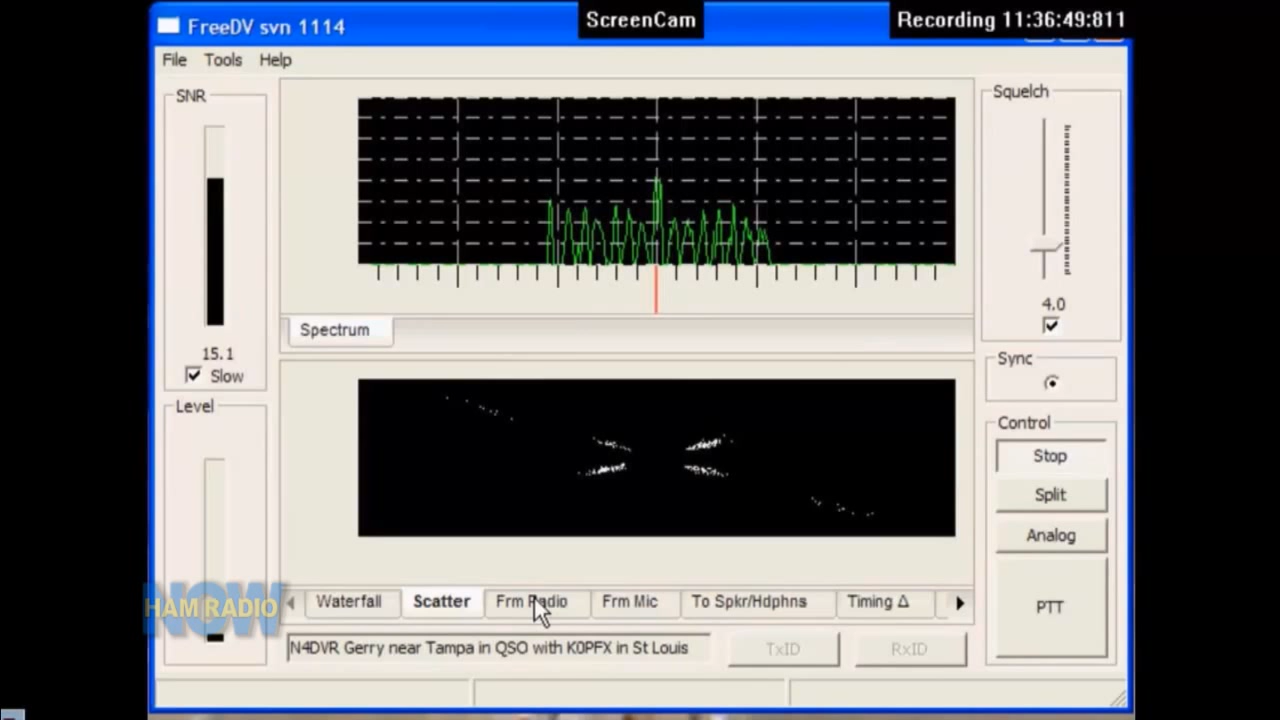 ScreenCam
Recording 11:36:49:811
FreeDV svn 1114
File Tools Help
SNR
15.1
Slow
Level
Spectrum
Waterfall Scatter Frm Radio Frm Mic To Spkr/Hdphns Timing Δ
N4DVR Gerry near Tampa in QSO with K0PFX in St Louis
TxID RxID
Squelch
4.0
Sync
Control
Stop
Split
Analog
PTT
NOW
HAM RADIO